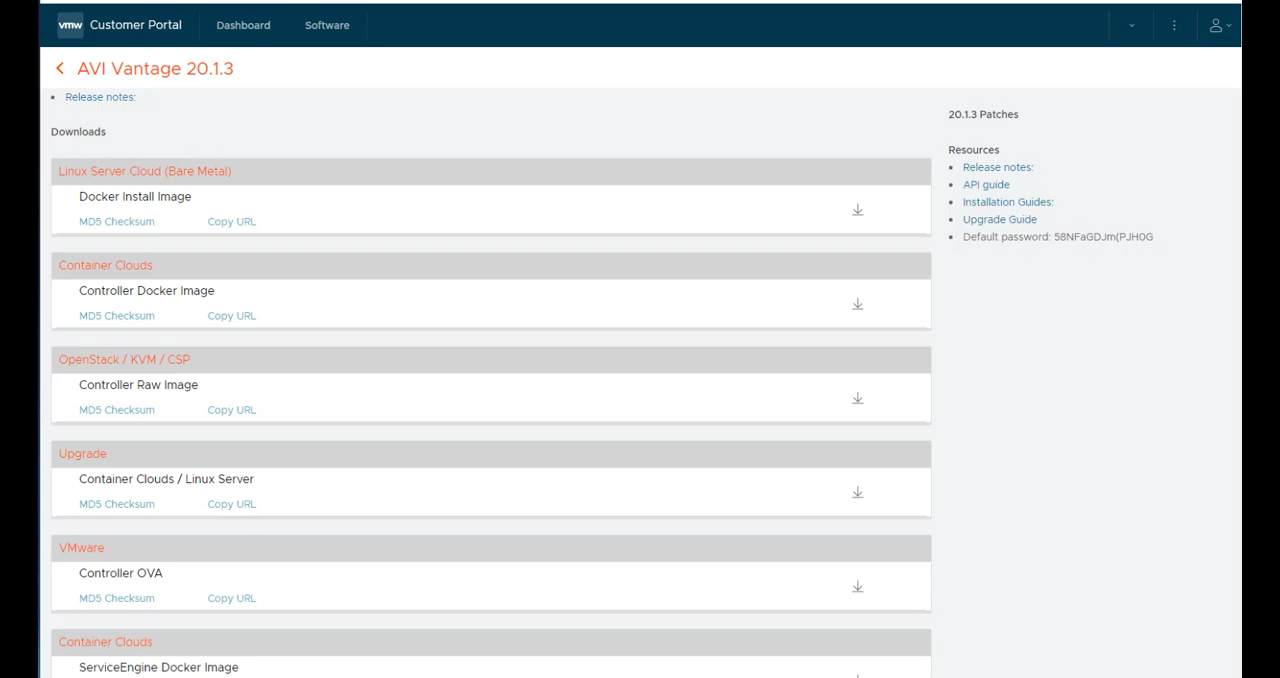 vmw Customer Portal Dashboard Software
AVI Vantage 20.1.3
Release notes:
Downloads
Linux Server Cloud (Bare Metal)
Docker Install Image
MD5 Checksum Copy URL
Container Clouds
Controller Docker Image
MD5 Checksum Copy URL
OpenStack / KVM / CSP
Controller Raw Image
MD5 Checksum Copy URL
Upgrade
Container Clouds / Linux Server
MD5 Checksum Copy URL
VMware
Controller OVA
MD5 Checksum Copy URL
Container Clouds
ServiceEngine Docker Image
20.1.3 Patches
Resources
Release notes:
API guide
Installation Guides:
Upgrade Guide
Default password: 58NFaGDJm(PJH0G